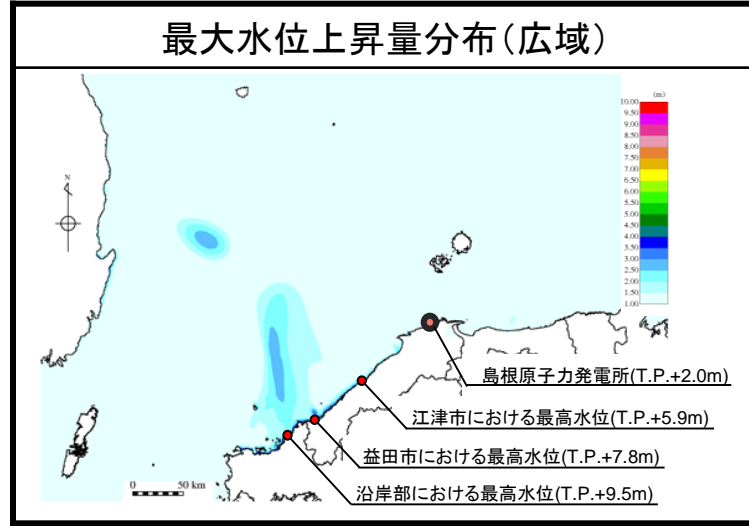 最大水位上昇量分布(広域)
(m)
10.00
9.50
9.00
8.50
8.00
7.50
7.00
6.50
6.00
5.50
5.00
4.50
4.00
3.50
3.00
2.50
2.00
1.50
1.00
N
島根原子力発電所(T.P.+2.0m)
江津市における最高水位(T.P.+5.9m)
益田市における最高水位(T.P.+7.8m)
沿岸部における最高水位(T.P.+9.5m)
0 50 km